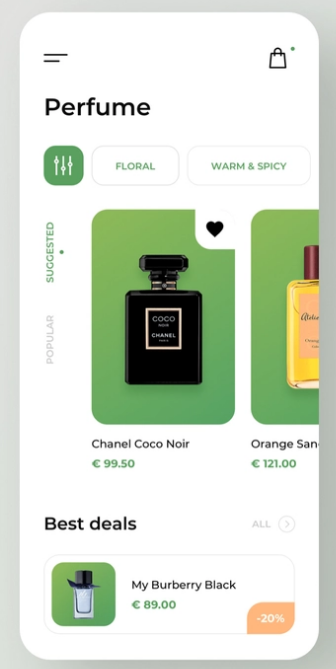 Perfume
FLORAL
WARM & SPICY
SUGGESTED
POPULAR
COCO
NOIR
CHANEL
PARIS
Chanel Coco Noir
€ 99.50
Orange San
€ 121.00
Best deals
ALL
My Burberry Black
€ 89.00
-20%